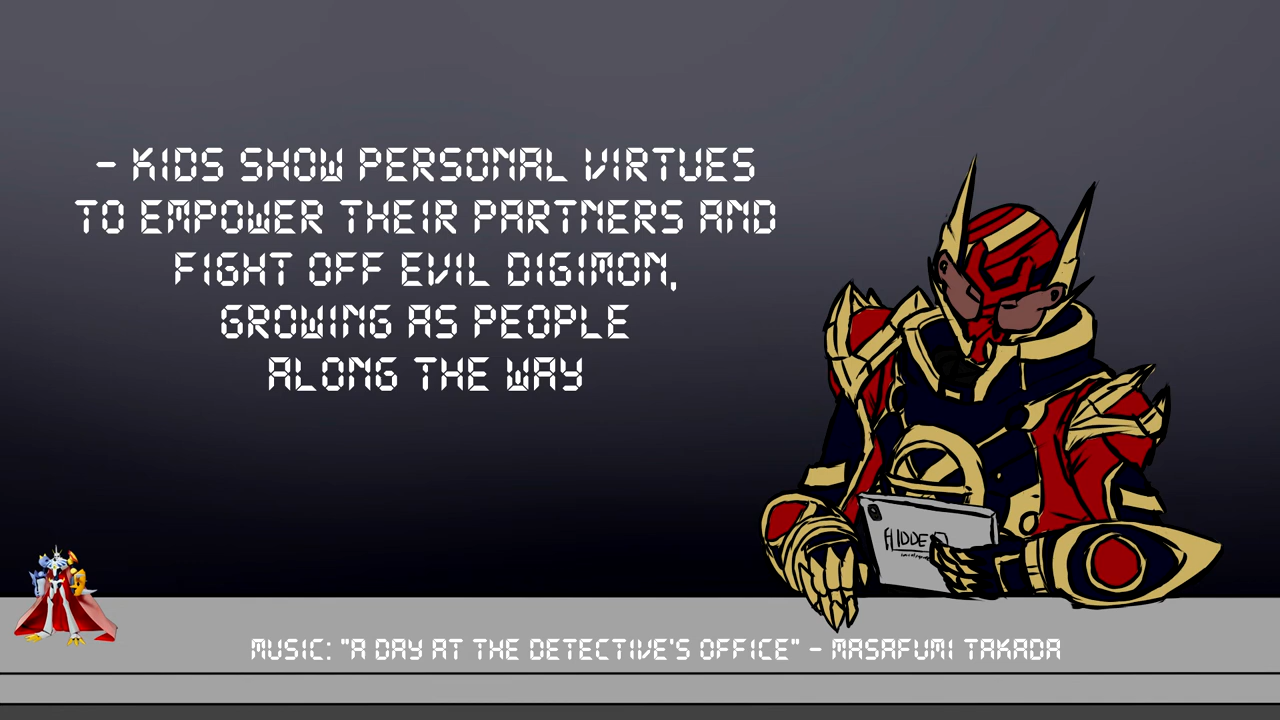 - KIDS SHOW PERSONAL VIRTUES
TO EMPOWER THEIR PARTNERS AND
FIGHT OFF EVIL DIGIMON,
GROWING AS PEOPLE
ALONG THE WAY
HIDDE
MUSIC: "A DAY AT THE DETECTIVE'S OFFICE" - MASAFUMI TAKADA